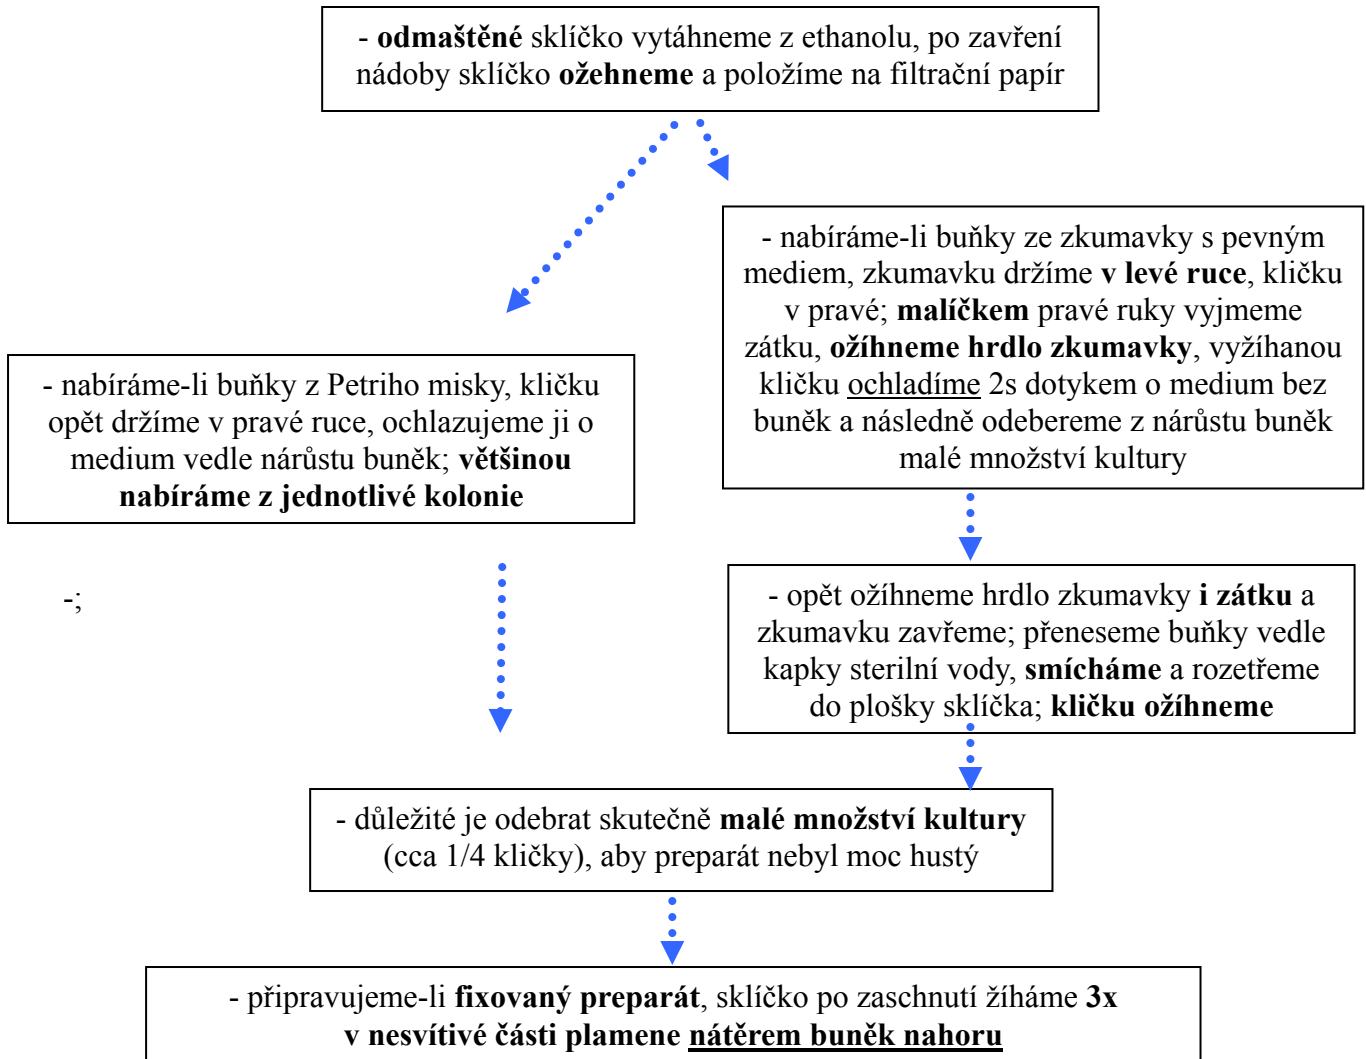 - odmaštěné sklíčko vytáhneme z ethanolu, po zavření
nádoby sklíčko ožehneme a položíme na filtrační papír
- nabíráme-li buňky ze zkumavky s pevným
mediem, zkumavku držíme v levé ruce, kličku
v pravé; malíčkem pravé ruky vyjmeme
zátku, ožíhneme hrdlo zkumavky, vyžíhanou
kličku ochladíme 2s dotykem o medium bez
buněk a následně odebereme z nárůstu buněk
malé množství kultury
- nabíráme-li buňky z Petriho misky, kličku
opět držíme v pravé ruce, ochlazujeme ji o
medium vedle nárůstu buněk; většinou
nabíráme z jednotlivé kolonie
-;
- opět ožíhneme hrdlo zkumavky i zátku a
zkumavku zavřeme; přeneseme buňky vedle
kapky sterilní vody, smícháme a rozetřeme
do plošky sklíčka; kličku ožíhneme
- důležité je odebrat skutečně malé množství kultury
(cca 1/4 kličky), aby preparát nebyl moc hustý
- připravujeme-li fixovaný preparát, sklíčko po zaschnutí žíháme 3x
v nesvítivé části plamene nátěrem buněk nahoru